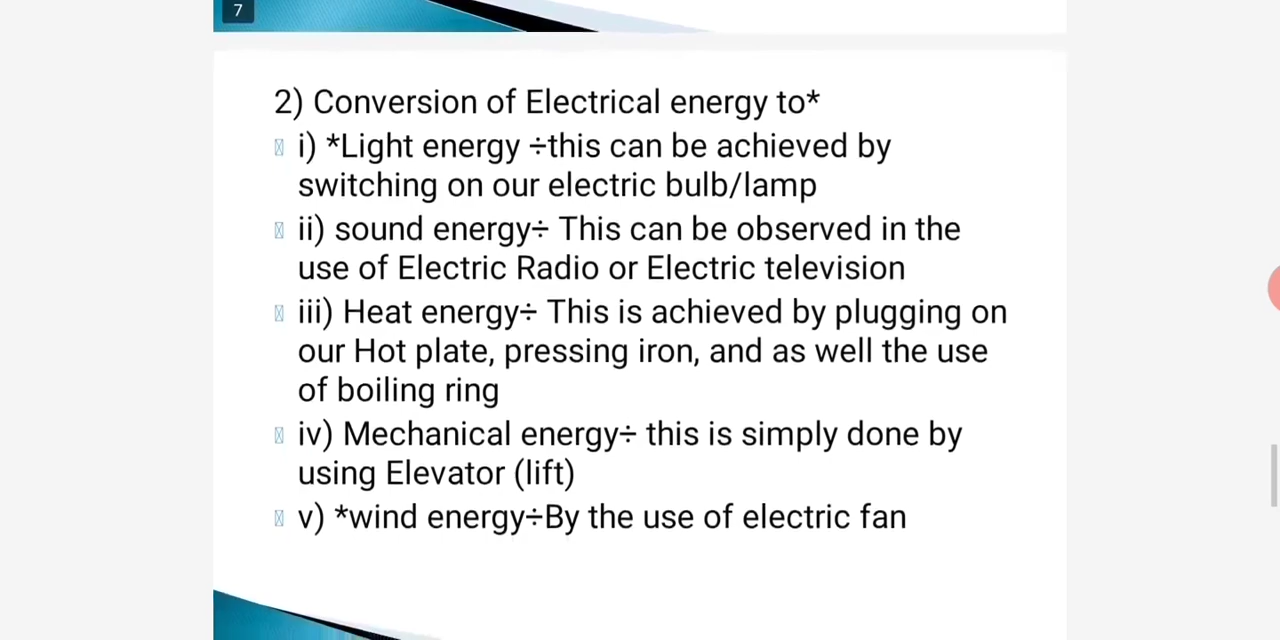 7
2) Conversion of Electrical energy to*
i) *Light energy ÷this can be achieved by
switching on our electric bulb/lamp
ii) sound energy÷ This can be observed in the
use of Electric Radio or Electric television
iii) Heat energy÷ This is achieved by plugging on
our Hot plate, pressing iron, and as well the use
of boiling ring
iv) Mechanical energy÷ this is simply done by
using Elevator (lift)
v) *wind energy÷By the use of electric fan